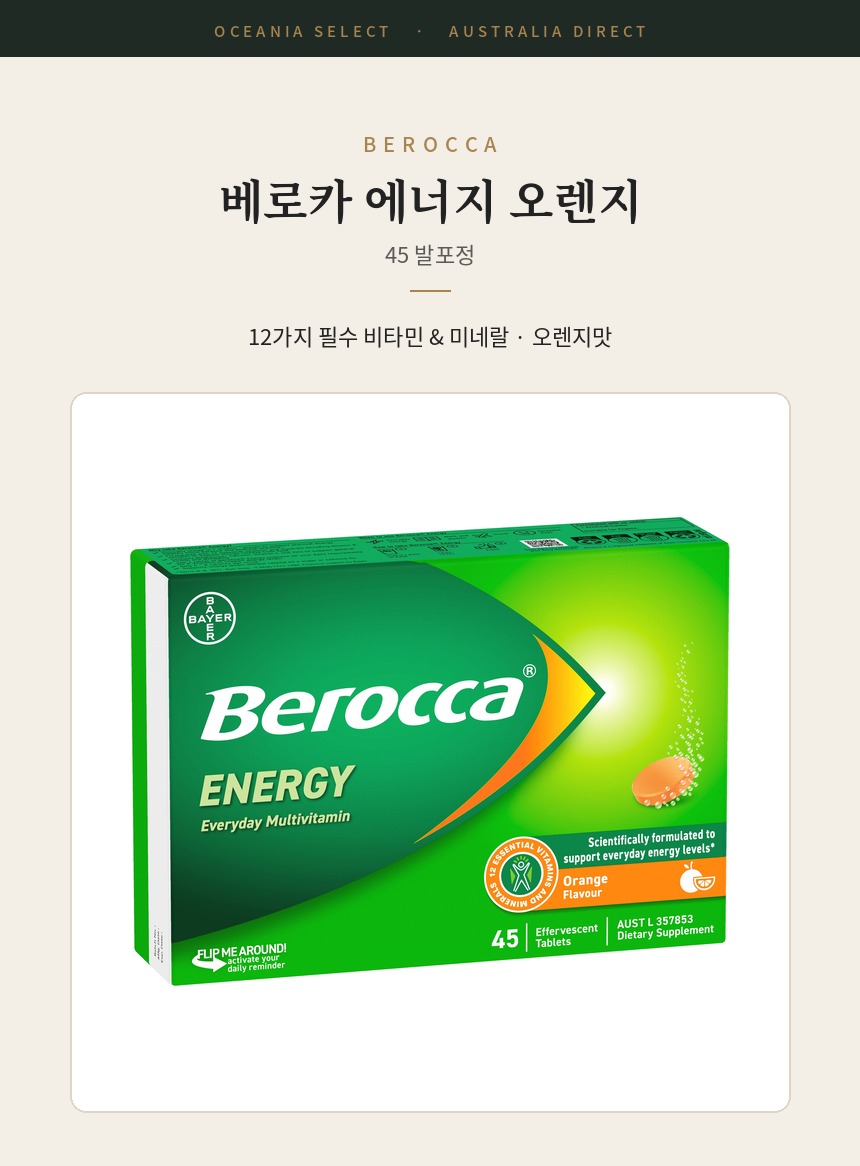 OCEANIA SELECT · AUSTRALIA DIRECT
BEROCCA
베로카 에너지 오렌지
45 발포정
12가지 필수 비타민 & 미네랄 · 오렌지맛
BAYER
BAYER
Berocca®
ENERGY
Everyday Multivitamin
Scientifically formulated to
support everyday energy levels*
12 ESSENTIAL VITAMINS AND MINERALS
Orange
Flavour
45
Effervescent
Tablets
AUST L 357853
Dietary Supplement
FLIP ME AROUND!
activate your
daily reminder